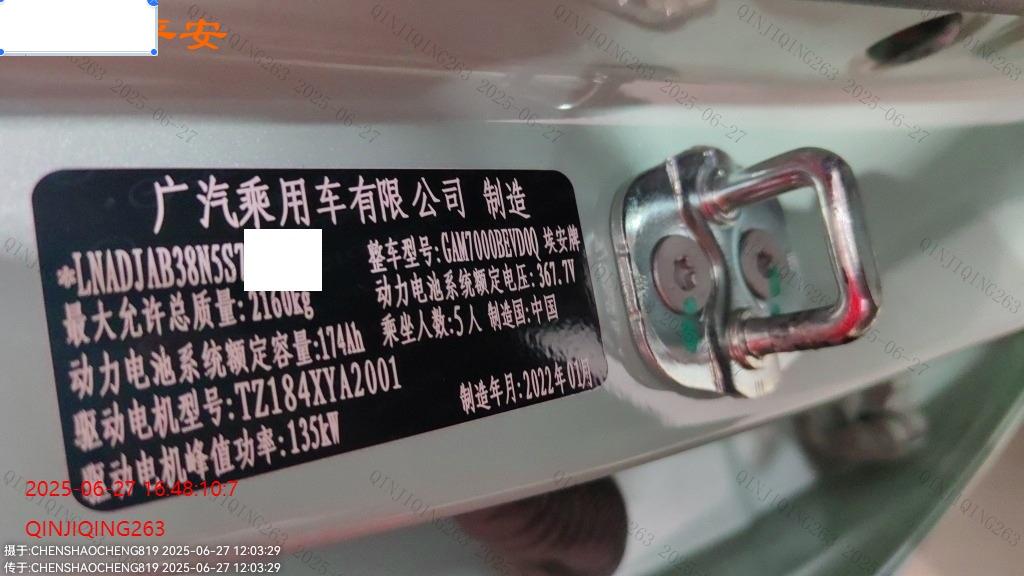 平安
广汽乘用车有限公司 制造
*LNADJAB38N5S
整车型号:GAM7000BEVD0Q 埃安牌
最大允许总质量:2160kg
动力电池系统额定电压:367.7V
动力电池系统额定容量:174Ah
乘坐人数:5人 制造国:中国
驱动电机型号:TZ184XYA2001
制造年月:2022年01月
驱动电机峰值功率:135kW
2025-06-27 16:48:10:7
QINJIQING263
摄于:CHENSHAOCHENG819 2025-06-27 12:03:29
传于:CHENSHAOCHENG819 2025-06-27 12:03:29
QINJIQING263 2025-06-27